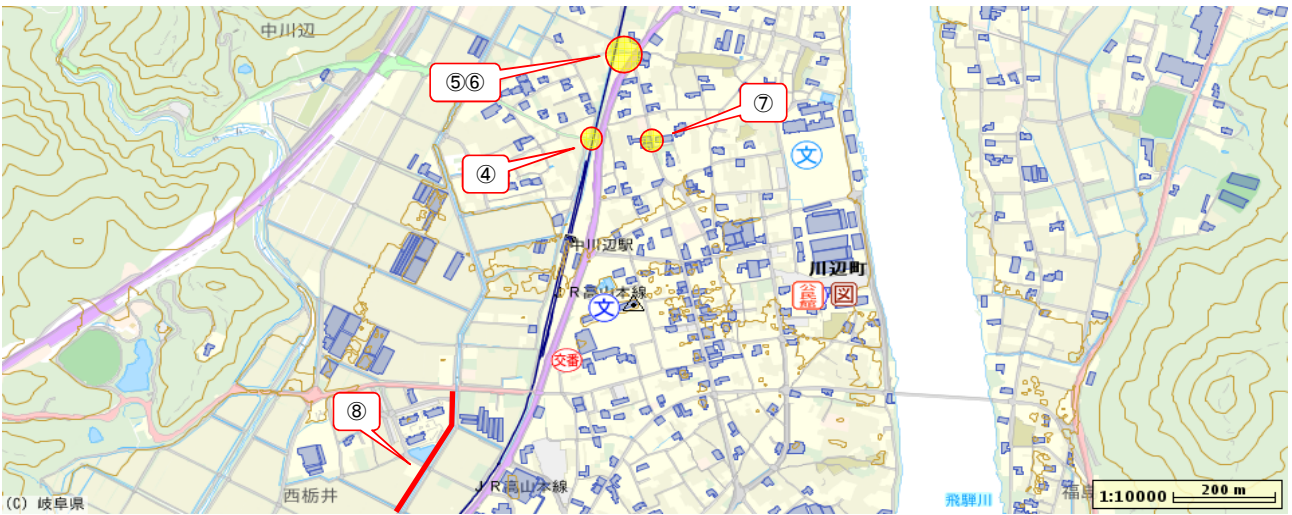 中川辺
⑤⑥
⑦
④
文
中川辺駅
川辺町
公民館
図
JR高山本線
文
交番
⑧
西栃井
JR高山本線
飛騨川
(C) 岐阜県
1:10000 200 m